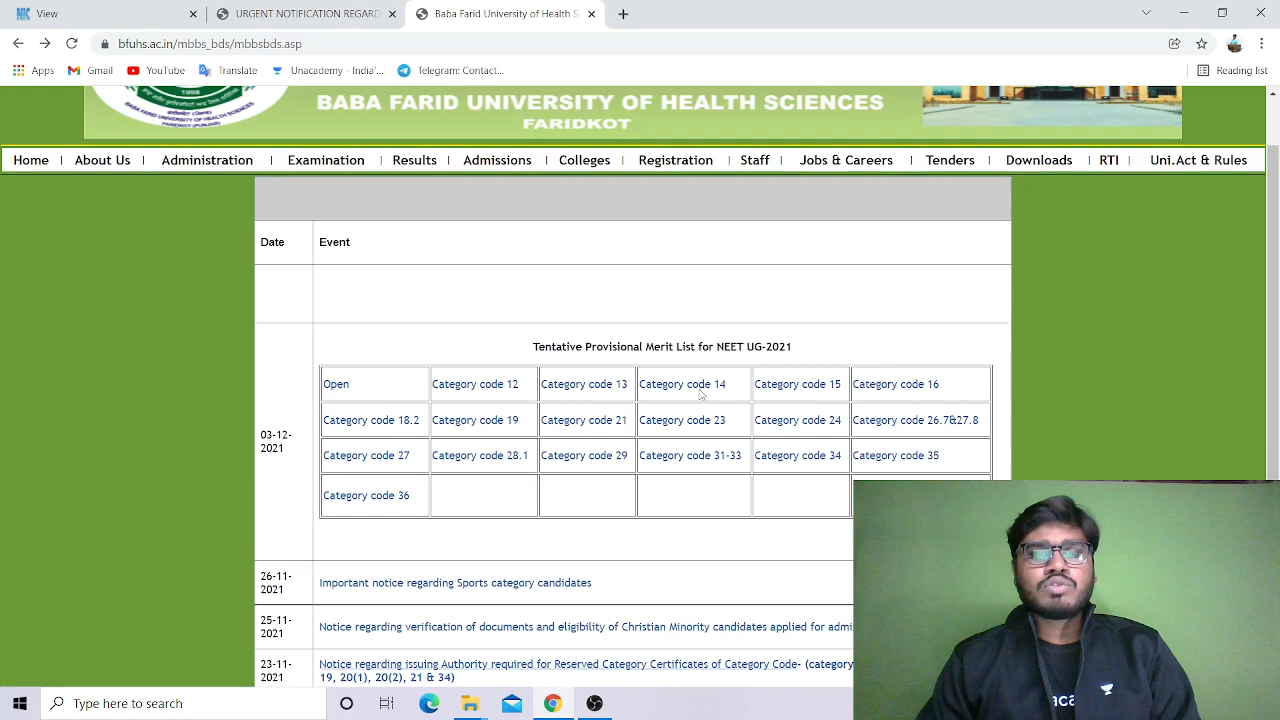 View
URGENT NOTIFICATION REGARD
Baba Farid University of Health S
bfuhs.ac.in/mbbs_bds/mbbsbds.asp
Apps
Gmail
YouTube
Translate
Unacademy - India'...
Telegram: Contact...
Reading list
1998
BABA FARID UNIVERSITY OF HEALTH SCIENCES
FARIDKOT
Home | About Us | Administration | Examination | Results | Admissions | Colleges | Registration | Staff | Jobs & Careers | Tenders | Downloads | RTI | Uni.Act & Rules
Date Event
Tentative Provisional Merit List for NEET UG-2021
03-12-
2021
Open Category code 12 Category code 13 Category code 14 Category code 15 Category code 16
Category code 18.2 Category code 19 Category code 21 Category code 23 Category code 24 Category code 26.7&27.8
Category code 27 Category code 28.1 Category code 29 Category code 31-33 Category code 34 Category code 35
Category code 36
26-11-
2021
Important notice regarding Sports category candidates
25-11-
2021
Notice regarding verification of documents and eligibility of Christian Minority candidates applied for admi
23-11-
2021
Notice regarding issuing Authority required for Reserved Category Certificates of Category Code- (category
19, 20(1), 20(2), 21 & 34)
Type here to search